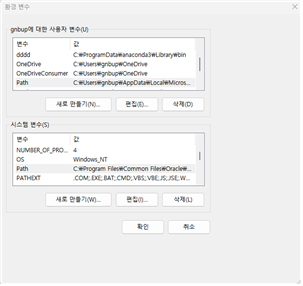 환경 변수
gnbup에 대한 사용자 변수(U)
변수 값
dddd C:₩ProgramData₩anaconda3₩Library₩bin
OneDrive C:₩Users₩gnbup₩OneDrive
OneDriveConsumer C:₩Users₩gnbup₩OneDrive
Path C:₩Users₩gnbup₩AppData₩Local₩Micros...
새로 만들기(N)... 편집(E)... 삭제(D)
시스템 변수(S)
변수 값
NUMBER_OF_PRO... 4
OS Windows_NT
Path C:₩Program Files₩Common Files₩Oracle₩...
PATHEXT .COM;.EXE;.BAT;.CMD;.VBS;.VBE;.JS;.JSE;.W...
새로 만들기(W)... 편집(I)... 삭제(L)
확인 취소